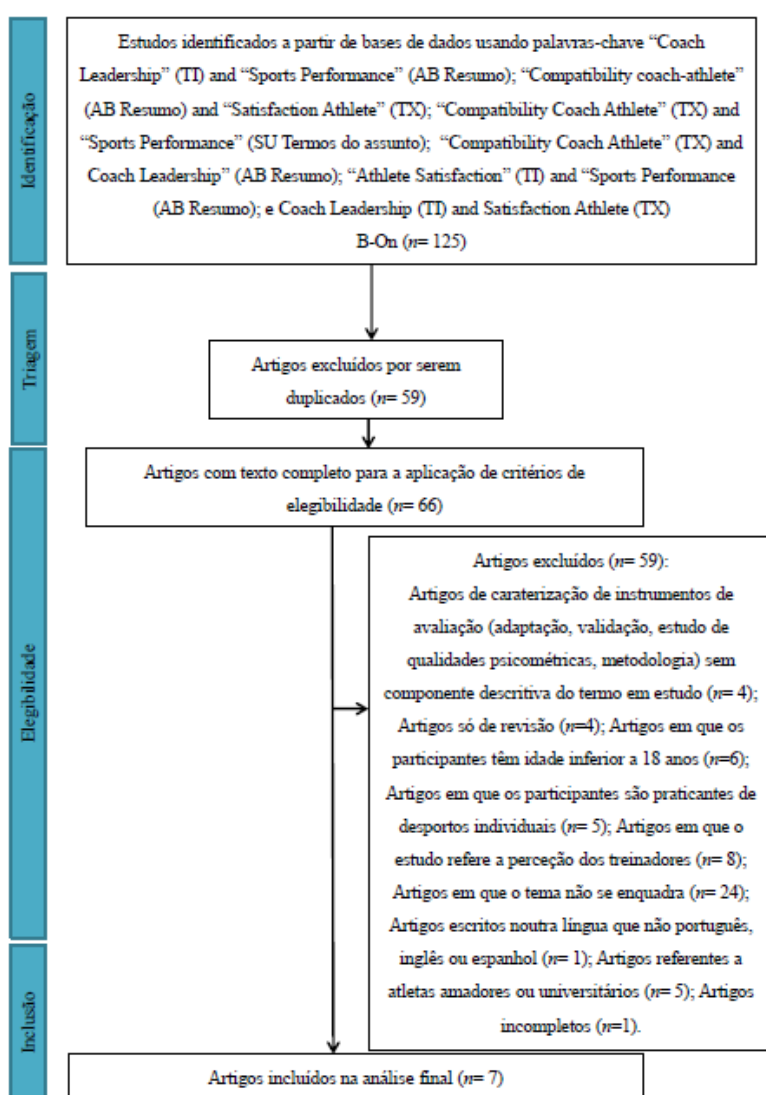 Identificação
Estudos identificados a partir de bases de dados usando palavras-chave “Coach
Leadership” (TI) and “Sports Performance” (AB Resumo); “Compatibility coach-athlete”
(AB Resumo) and “Satisfaction Athlete” (TX); “Compatibility Coach Athlete” (TX) and
“Sports Performance” (SU Termos do assunto); “Compatibility Coach Athlete” (TX) and
Coach Leadership” (AB Resumo); “Athlete Satisfaction” (TI) and “Sports Performance
(AB Resumo); e Coach Leadership (TI) and Satisfaction Athlete (TX)
B-On (n= 125)
Triagem
Artigos excluídos por serem
duplicados (n= 59)
Elegibilidade
Artigos com texto completo para a aplicação de critérios de
elegibilidade (n= 66)
Artigos excluídos (n= 59):
Artigos de caraterização de instrumentos de
avaliação (adaptação, validação, estudo de
qualidades psicométricas, metodologia) sem
componente descritiva do termo em estudo (n= 4);
Artigos só de revisão (n=4); Artigos em que os
participantes têm idade inferior a 18 anos (n=6);
Artigos em que os participantes são praticantes de
desportos individuais (n= 5); Artigos em que o
estudo refere a perceção dos treinadores (n= 8);
Artigos em que o tema não se enquadra (n= 24);
Artigos escritos noutra língua que não português,
inglês ou espanhol (n= 1); Artigos referentes a
atletas amadores ou universitários (n= 5); Artigos
incompletos (n=1).
Inclusão
Artigos incluídos na análise final (n= 7)